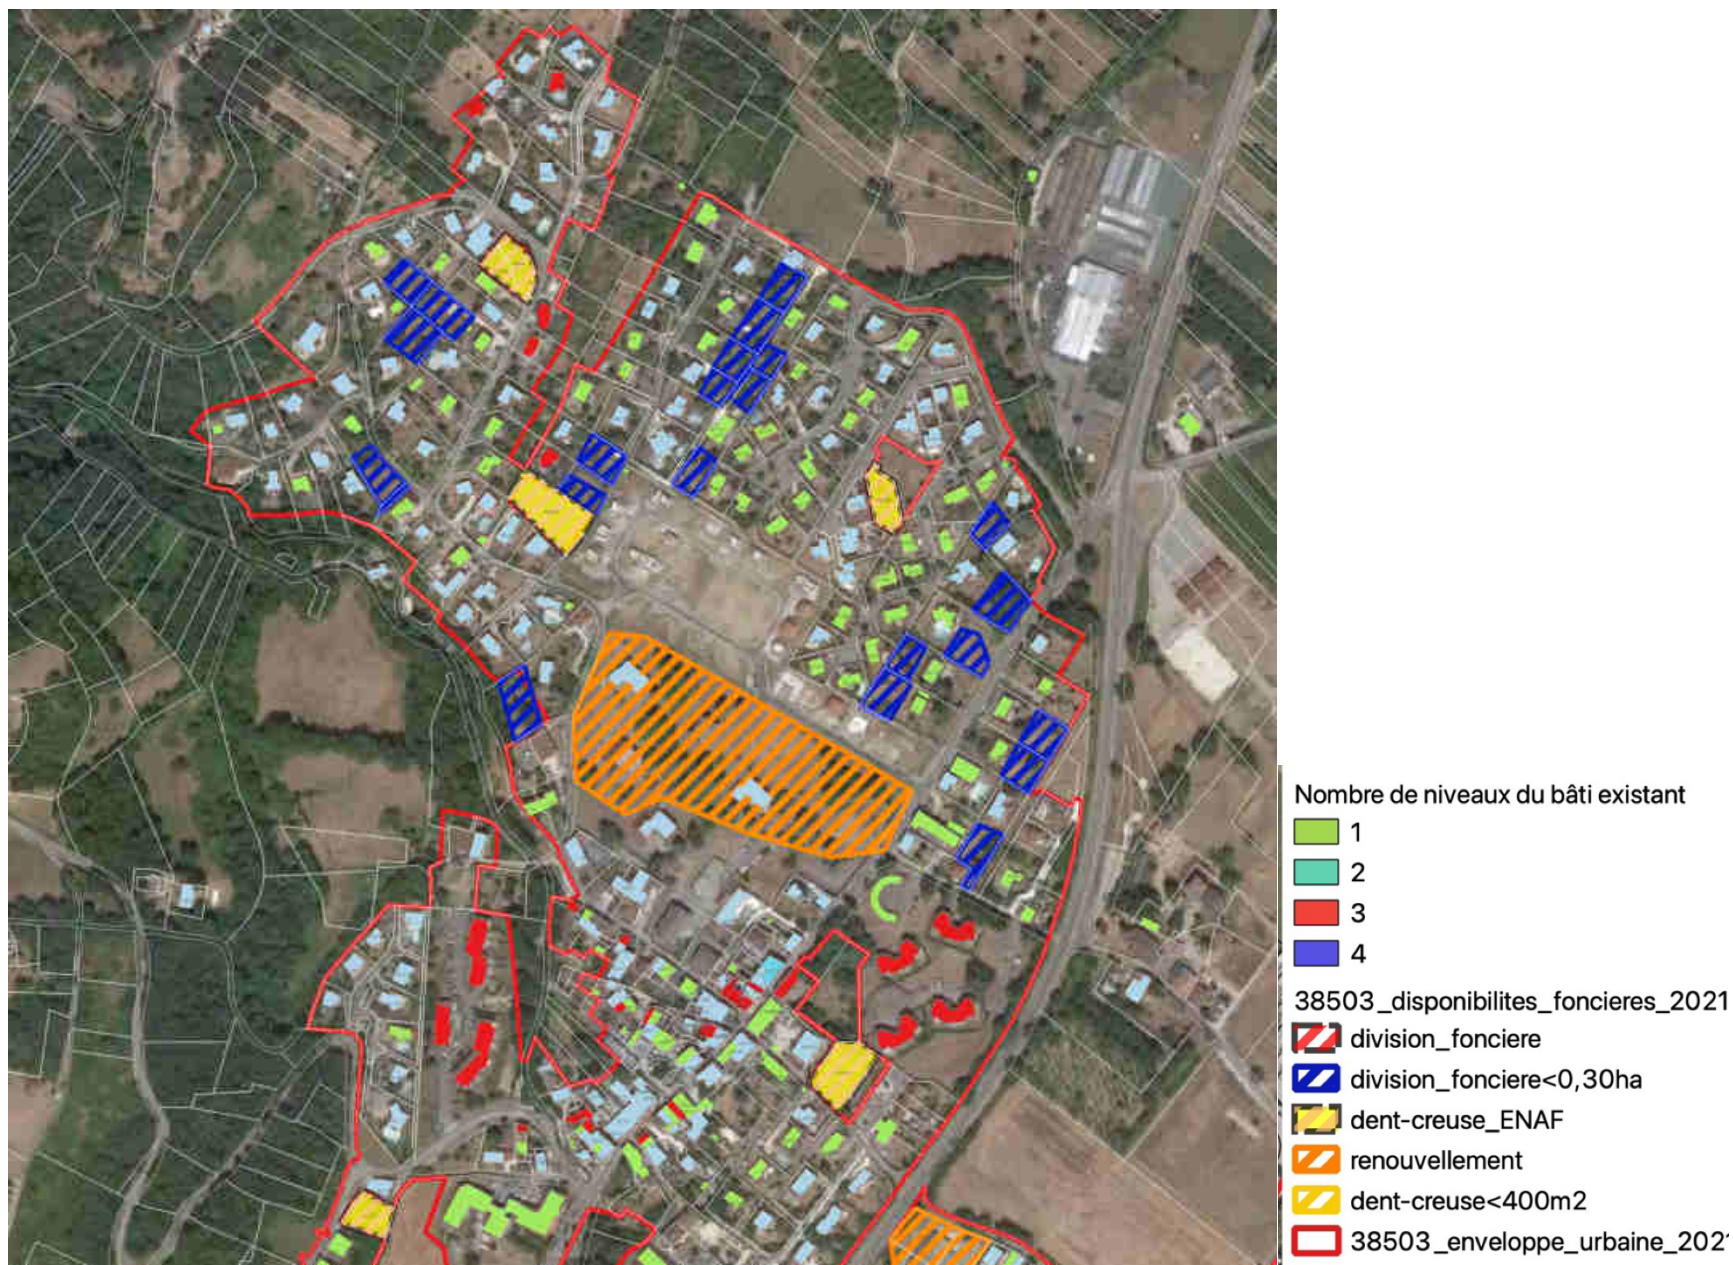 Nombre de niveaux du bâti existant
1
2
3
4
38503_disponibilites_foncieres_2021
division_fonciere
division_fonciere<0,30ha
dent-creuse_ENAF
renouvellement
dent-creuse<400m2
38503_enveloppe_urbaine_2021